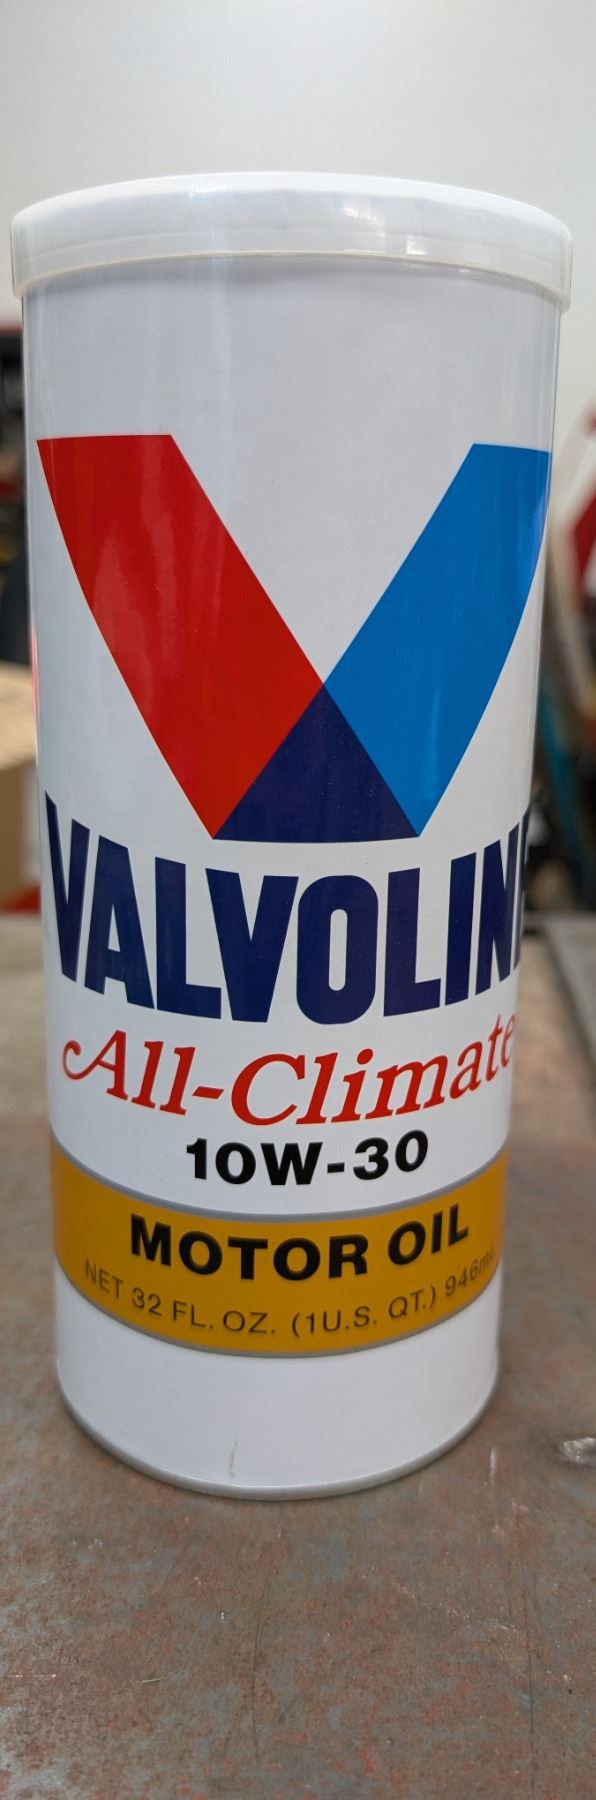 VALVOLINE
All-Climate
10W-30
MOTOR OIL
NET 32 FL. OZ. (1U.S. QT.) 946mL